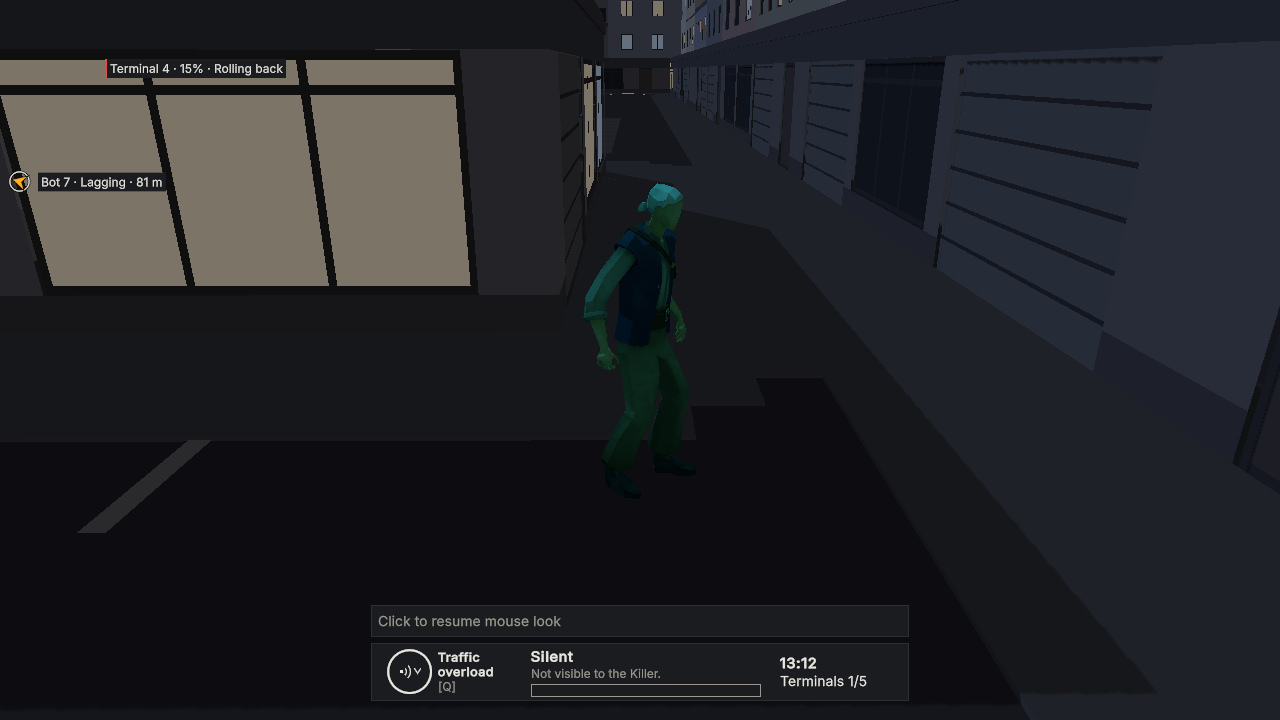 Terminal 4 · 15% · Rolling back
Bot 7 · Lagging · 81 m
Click to resume mouse look
Traffic
overload
[Q]
Silent
Not visible to the Killer.
13:12
Terminals 1/5